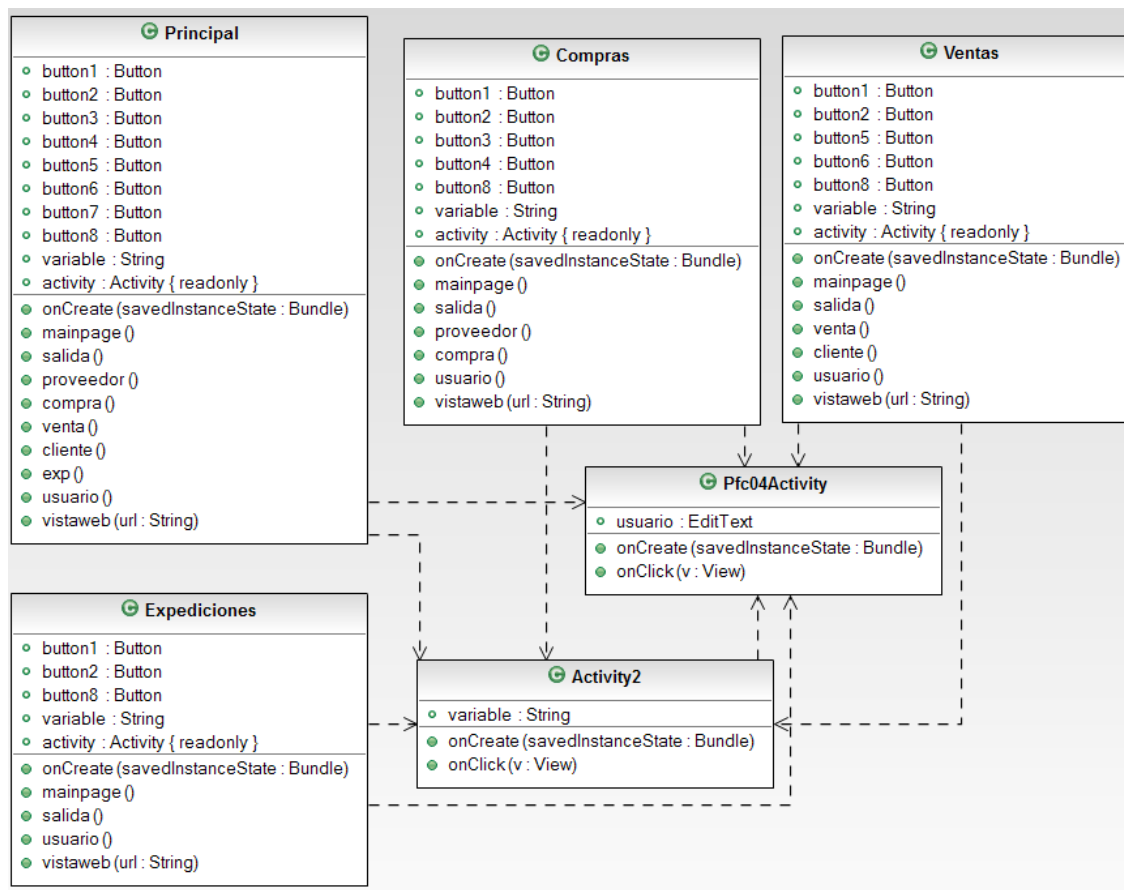 Principal
button1 : Button
button2 : Button
button3 : Button
button4 : Button
button5 : Button
button6 : Button
button7 : Button
button8 : Button
variable : String
activity : Activity { readonly }
onCreate (savedInstanceState : Bundle)
mainpage ()
salida ()
proveedor ()
compra ()
venta ()
cliente ()
exp ()
usuario ()
vistaweb (url : String)
Compras
button1 : Button
button2 : Button
button3 : Button
button4 : Button
button8 : Button
variable : String
activity : Activity { readonly }
onCreate (savedInstanceState : Bundle)
mainpage ()
salida ()
proveedor ()
compra ()
usuario ()
vistaweb (url : String)
Ventas
button1 : Button
button2 : Button
button5 : Button
button6 : Button
button8 : Button
variable : String
activity : Activity { readonly }
onCreate (savedInstanceState : Bundle)
mainpage ()
salida ()
venta ()
cliente ()
usuario ()
vistaweb (url : String)
Pfc04Activity
usuario : EditText
onCreate (savedInstanceState : Bundle)
onClick (v : View)
Expediciones
button1 : Button
button2 : Button
button8 : Button
variable : String
activity : Activity { readonly }
onCreate (savedInstanceState : Bundle)
mainpage ()
salida ()
usuario ()
vistaweb (url : String)
Activity2
variable : String
onCreate (savedInstanceState : Bundle)
onClick (v : View)